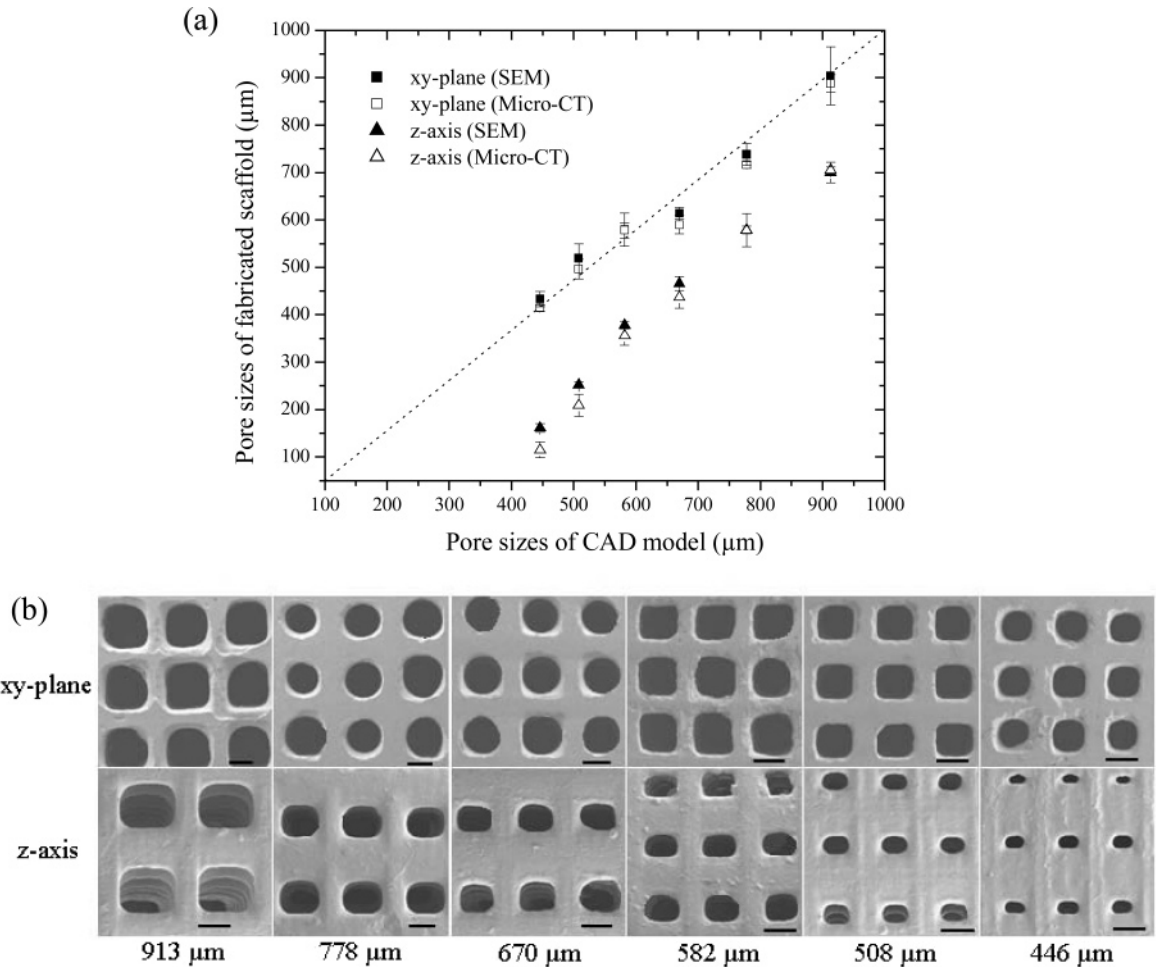 (a)
1000
900
800
700
600
500
400
300
200
100
Pore sizes of fabricated scaffold (µm)
xy-plane (SEM)
xy-plane (Micro-CT)
z-axis (SEM)
z-axis (Micro-CT)
100 200 300 400 500 600 700 800 900 1000
Pore sizes of CAD model (µm)
(b)
xy-plane
z-axis
913 µm 778 µm 670 µm 582 µm 508 µm 446 µm